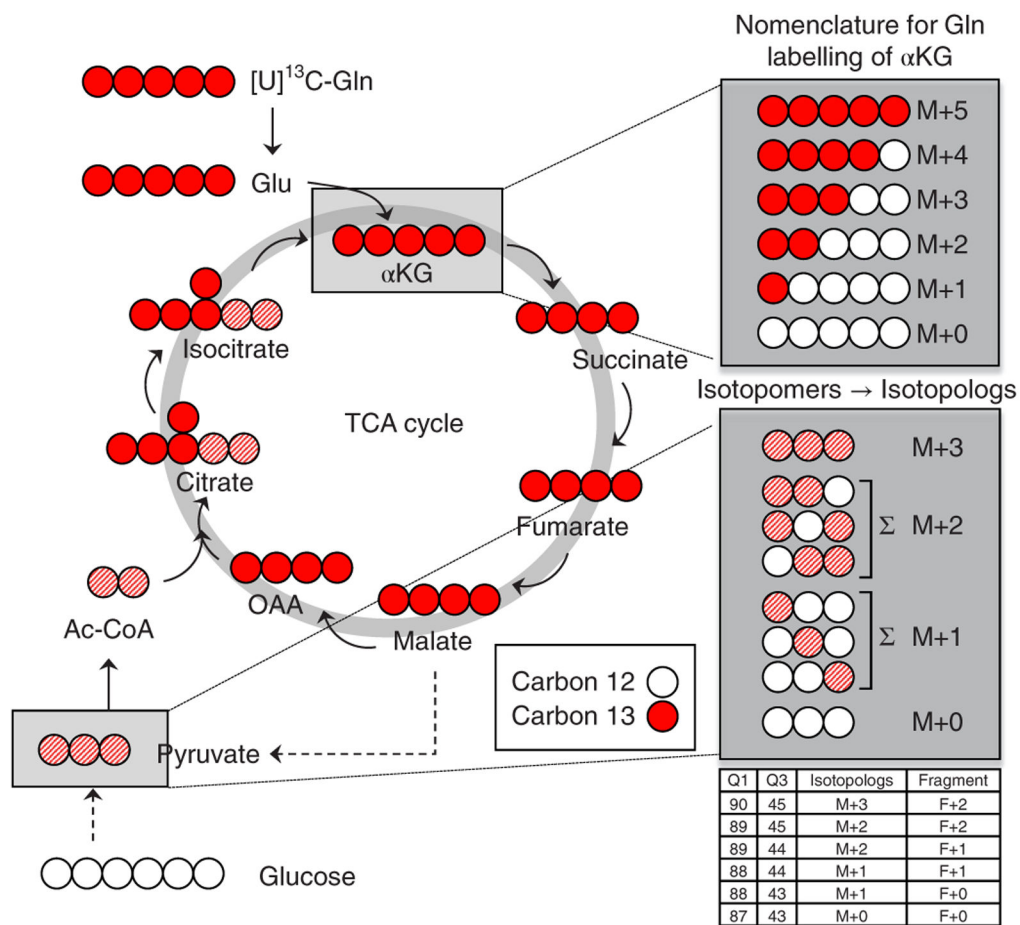 Nomenclature for Gln
labelling of αKG
[U]¹³C-Gln
Glu
αKG
M+5
M+4
M+3
M+2
M+1
M+0
Isocitrate
Succinate
Isotopomers → Isotopologs
TCA cycle
Citrate
Fumarate
OAA
Malate
Ac-CoA
Pyruvate
Glucose
Carbon 12
Carbon 13
M+3
Σ M+2
Σ M+1
M+0
Q1 Q3 Isotopologs Fragment
90 45 M+3 F+2
89 45 M+2 F+2
89 44 M+2 F+1
88 44 M+1 F+1
88 43 M+1 F+0
87 43 M+0 F+0